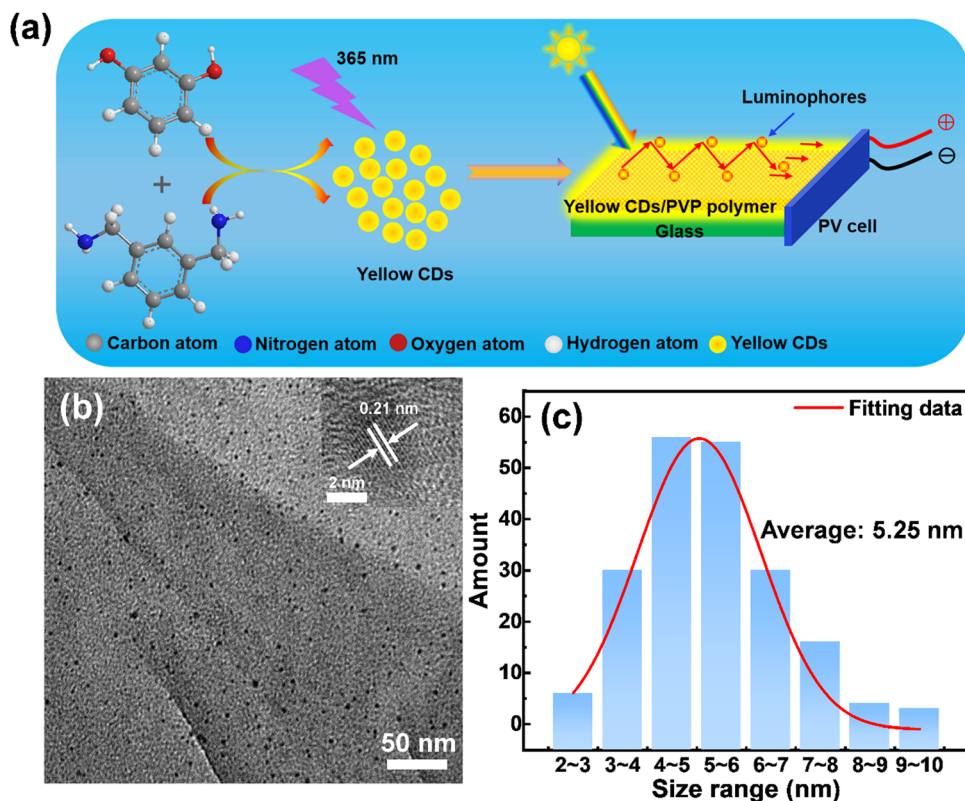 (a)
365 nm
Luminophores
⊕
⊖
+
Yellow CDs/PVP polymer
Glass
PV cell
Yellow CDs
Carbon atom Nitrogen atom Oxygen atom Hydrogen atom Yellow CDs
(b)
0.21 nm
2 nm
50 nm
(c)
Fitting data
Average: 5.25 nm
Amount
60
50
40
30
20
10
0
2~3 3~4 4~5 5~6 6~7 7~8 8~9 9~10
Size range (nm)